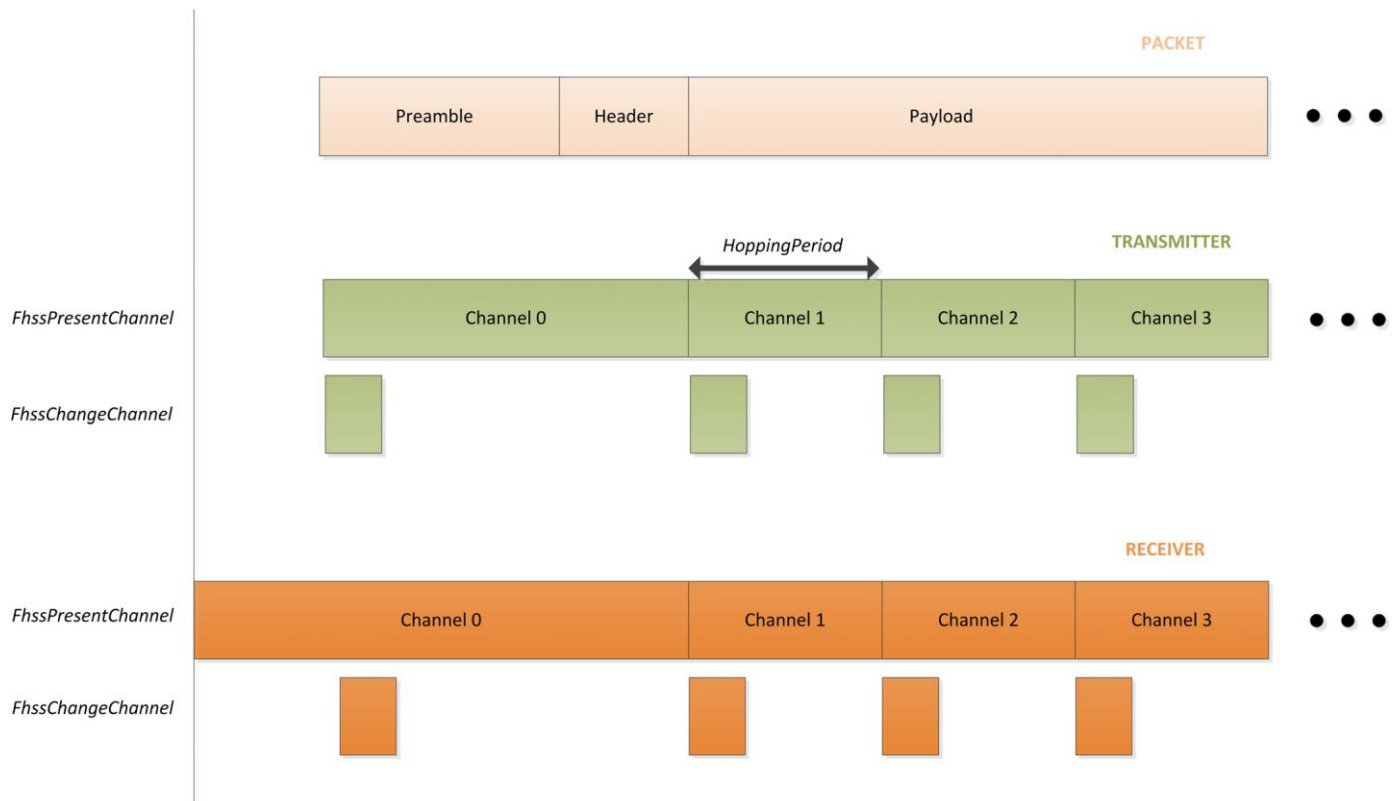 PACKET
Preamble
Header
Payload
HoppingPeriod
TRANSMITTER
FhssPresentChannel
Channel 0
Channel 1
Channel 2
Channel 3
FhssChangeChannel
RECEIVER
FhssPresentChannel
Channel 0
Channel 1
Channel 2
Channel 3
FhssChangeChannel